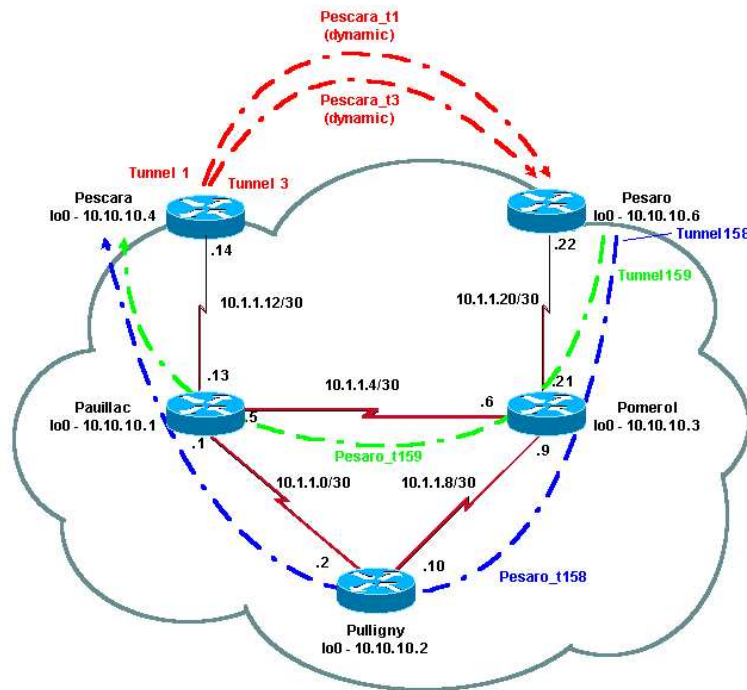 Pescara_t1
(dynamic)
Pescara_t3
(dynamic)
Tunnel 1
Tunnel 3
Pescara
lo0 - 10.10.10.4
Pesaro
lo0 - 10.10.10.6
Tunnel158
Tunnel159
.14
.22
10.1.1.12/30
10.1.1.20/30
.13
10.1.1.4/30
.6
.21
Pauillac
lo0 - 10.10.10.1
.5
.1
Pomerol
lo0 - 10.10.10.3
.9
Pesaro_t159
10.1.1.0/30
10.1.1.8/30
.2
.10
Pesaro_t158
Pulligny
lo0 - 10.10.10.2